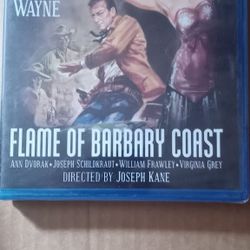 WAYNE
FLAME OF BARBARY COAST
ANN DVORAK • JOSEPH SCHILDKRAUT • WILLIAM FRAWLEY • VIRGINIA GREY
DIRECTED BY JOSEPH KANE